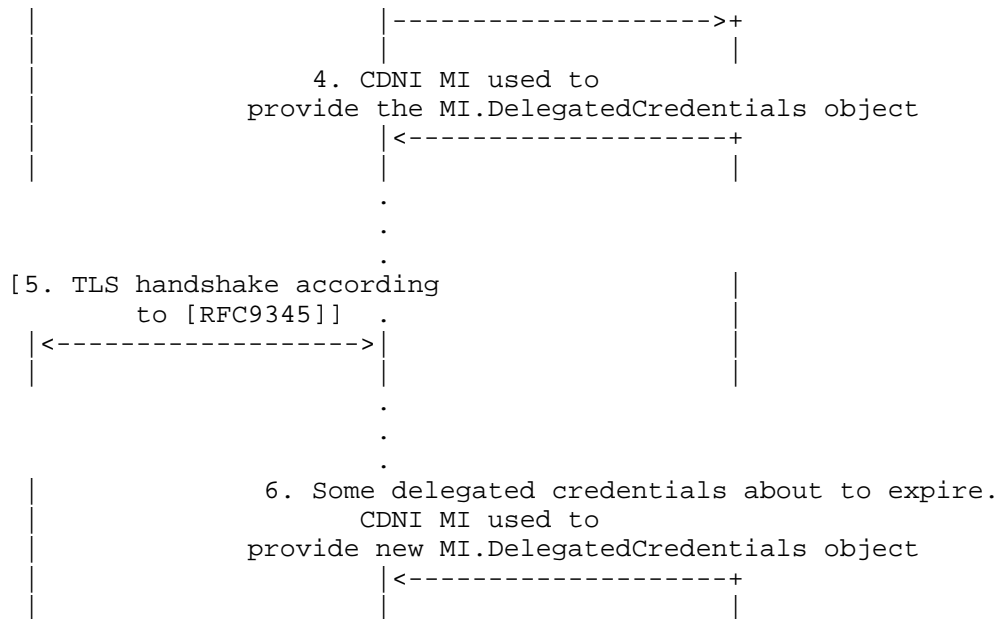 4. CDNI MI used to
provide the MI.DelegatedCredentials object
[5. TLS handshake according
to [RFC9345]]
6. Some delegated credentials about to expire.
CDNI MI used to
provide new MI.DelegatedCredentials object